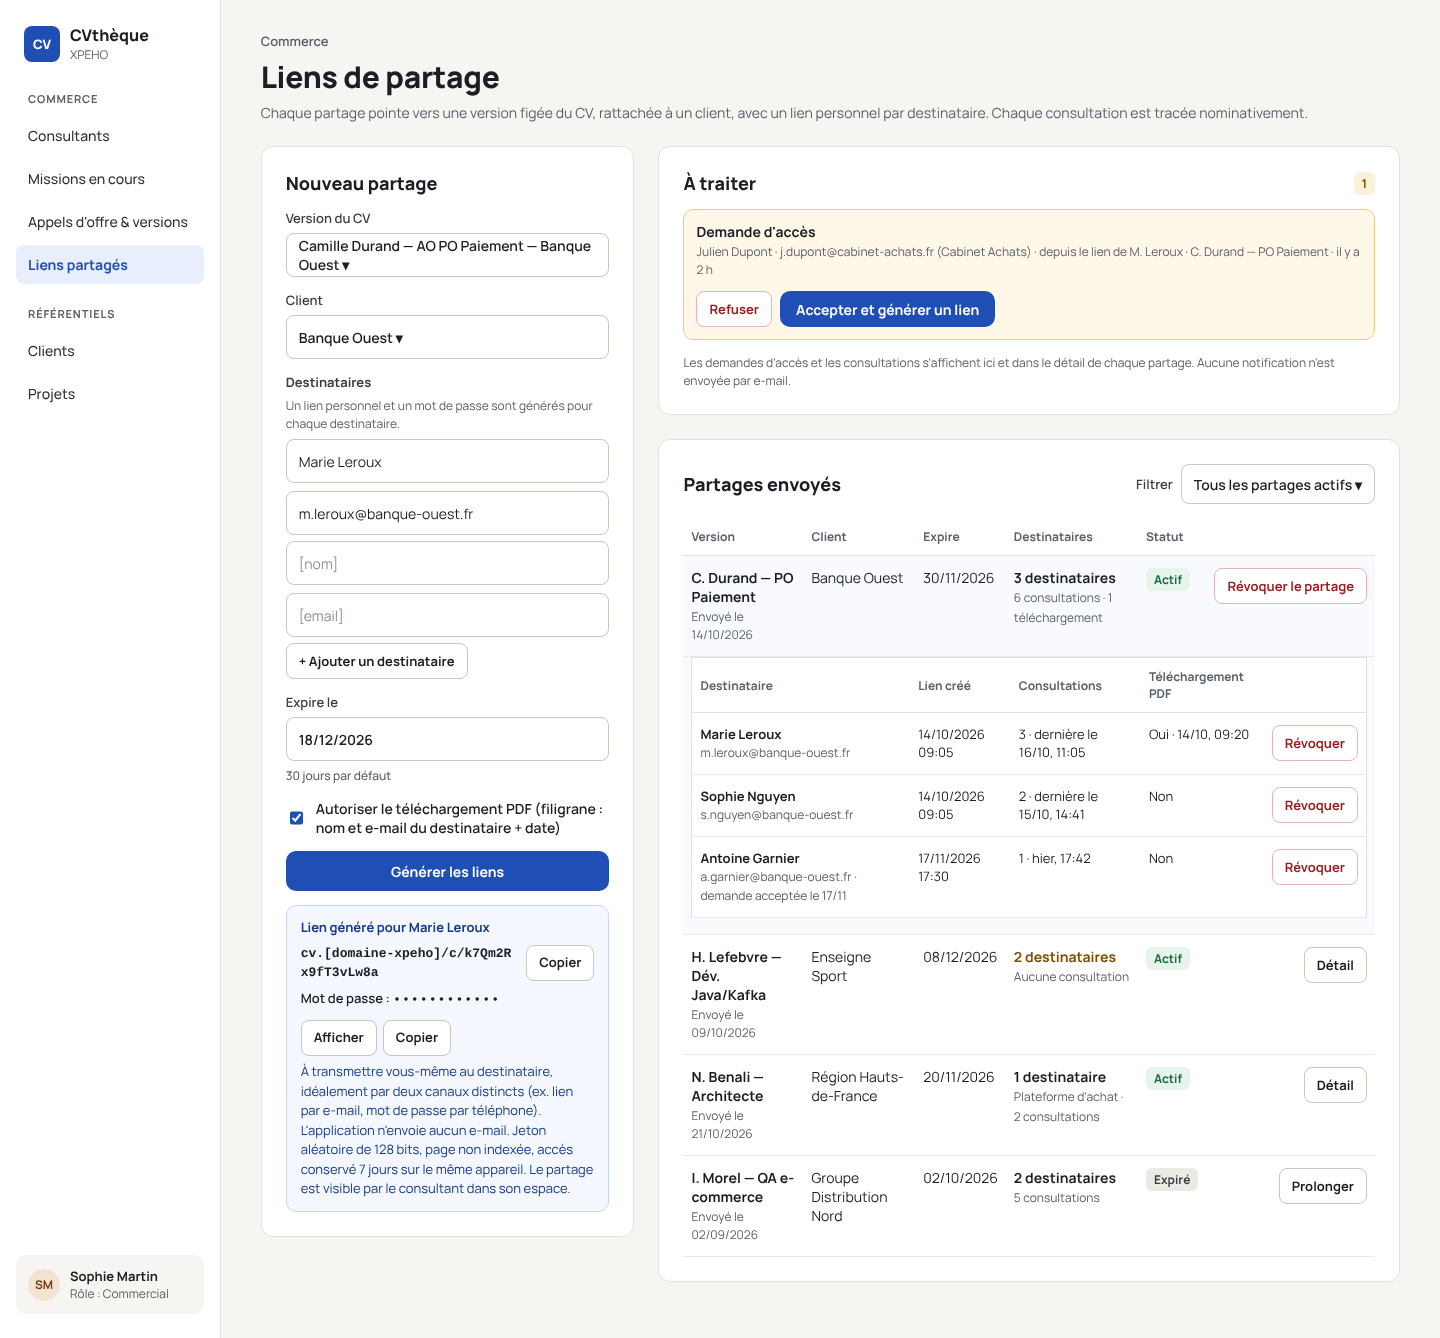 CV
CVthèque
XPEHO
COMMERCE
Consultants
Missions en cours
Appels d'offre & versions
Liens partagés
RÉFÉRENTIELS
Clients
Projets
SM
Sophie Martin
Rôle : Commercial
Commerce
Liens de partage
Chaque partage pointe vers une version figée du CV, rattachée à un client, avec un lien personnel par destinataire. Chaque consultation est tracée nominativement.
Nouveau partage
Version du CV
Camille Durand — AO PO Paiement — Banque
Ouest ▾
Client
Banque Ouest ▾
Destinataires
Un lien personnel et un mot de passe sont générés pour
chaque destinataire.
Marie Leroux
m.leroux@banque-ouest.fr
[nom]
[email]
+ Ajouter un destinataire
Expire le
18/12/2026
30 jours par défaut
Autoriser le téléchargement PDF (filigrane :
nom et e-mail du destinataire + date)
Générer les liens
Lien généré pour Marie Leroux
cv.[domaine-xpeho]/c/k7Qm2R
x9fT3vLw8a
Copier
Mot de passe : ••••••••••••
Afficher
Copier
À transmettre vous-même au destinataire,
idéalement par deux canaux distincts (ex. lien
par e-mail, mot de passe par téléphone).
L'application n'envoie aucun e-mail. Jeton
aléatoire de 128 bits, page non indexée, accès
conservé 7 jours sur le même appareil. Le partage
est visible par le consultant dans son espace.
À traiter
1
Demande d'accès
Julien Dupont · j.dupont@cabinet-achats.fr (Cabinet Achats) · depuis le lien de M. Leroux · C. Durand — PO Paiement · il y a
2 h
Refuser
Accepter et générer un lien
Les demandes d'accès et les consultations s'affichent ici et dans le détail de chaque partage. Aucune notification n'est
envoyée par e-mail.
Partages envoyés
Filtrer
Tous les partages actifs ▾
Version Client Expire Destinataires Statut
C. Durand — PO
Paiement
Envoyé le
14/10/2026
Banque Ouest
30/11/2026
3 destinataires
6 consultations · 1
téléchargement
Actif
Révoquer le partage
Destinataire Lien créé Consultations Téléchargement
PDF
Marie Leroux
m.leroux@banque-ouest.fr
14/10/2026
09:05
3 · dernière le
16/10, 11:05
Oui · 14/10, 09:20
Révoquer
Sophie Nguyen
s.nguyen@banque-ouest.fr
14/10/2026
09:05
2 · dernière le
15/10, 14:41
Non
Révoquer
Antoine Garnier
a.garnier@banque-ouest.fr ·
demande acceptée le 17/11
17/11/2026
17:30
1 · hier, 17:42
Non
Révoquer
H. Lefebvre —
Dév.
Java/Kafka
Envoyé le
09/10/2026
Enseigne
Sport
08/12/2026
2 destinataires
Aucune consultation
Actif
Détail
N. Benali —
Architecte
Envoyé le
21/10/2026
Région Hauts-
de-France
20/11/2026
1 destinataire
Plateforme d'achat ·
2 consultations
Actif
Détail
I. Morel — QA e-
commerce
Envoyé le
02/09/2026
Groupe
Distribution
Nord
02/10/2026
2 destinataires
5 consultations
Expiré
Prolonger